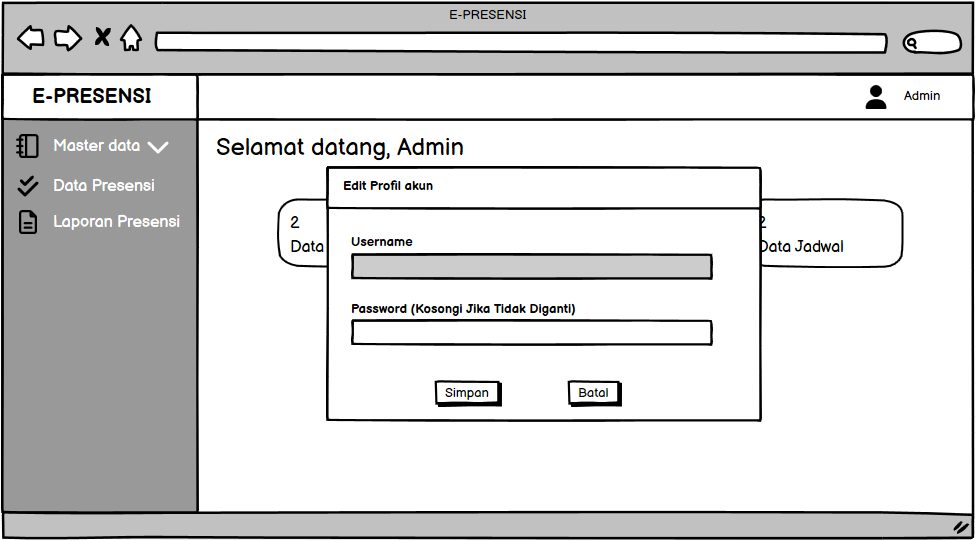 E-PRESENSI
E-PRESENSI
Admin
Master data
Data Presensi
Laporan Presensi
Selamat datang, Admin
2
Data
2
Data Jadwal
Edit Profil akun
Username
Password (Kosongi Jika Tidak Diganti)
Simpan
Batal